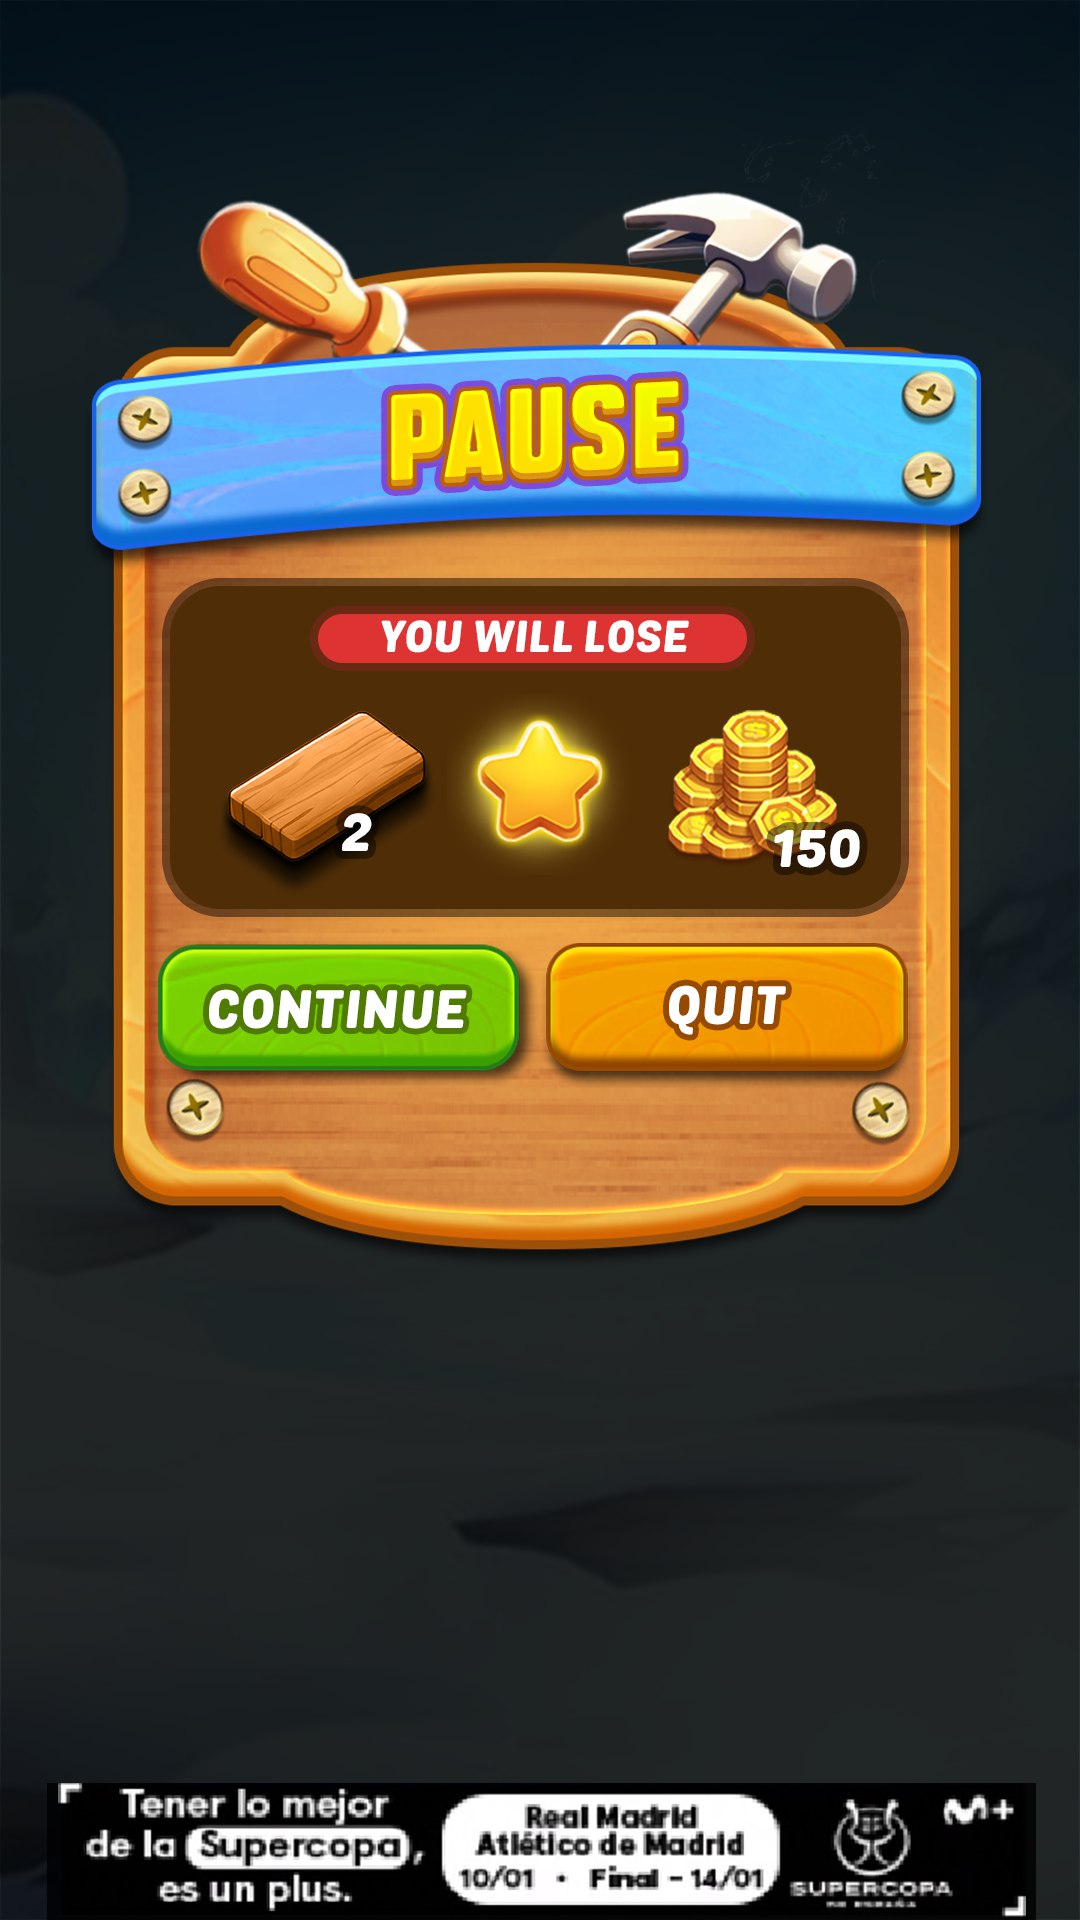 PAUSE
YOU WILL LOSE
2
150
CONTINUE
QUIT
Tener lo mejor
de la Supercopa,
es un plus.
Real Madrid
Atlético de Madrid
10/01 • Final - 14/01
SUPERCOPA
M+